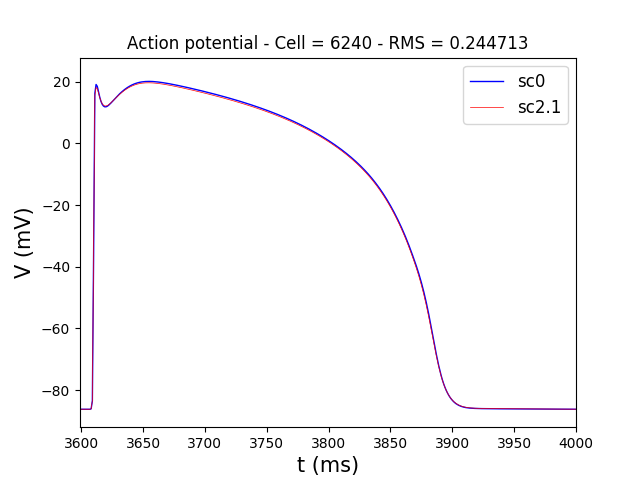 Action potential - Cell = 6240 - RMS = 0.244713
sc0
sc2.1
V (mV)
20
0
−20
−40
−60
−80
3600 3650 3700 3750 3800 3850 3900 3950 4000
t (ms)